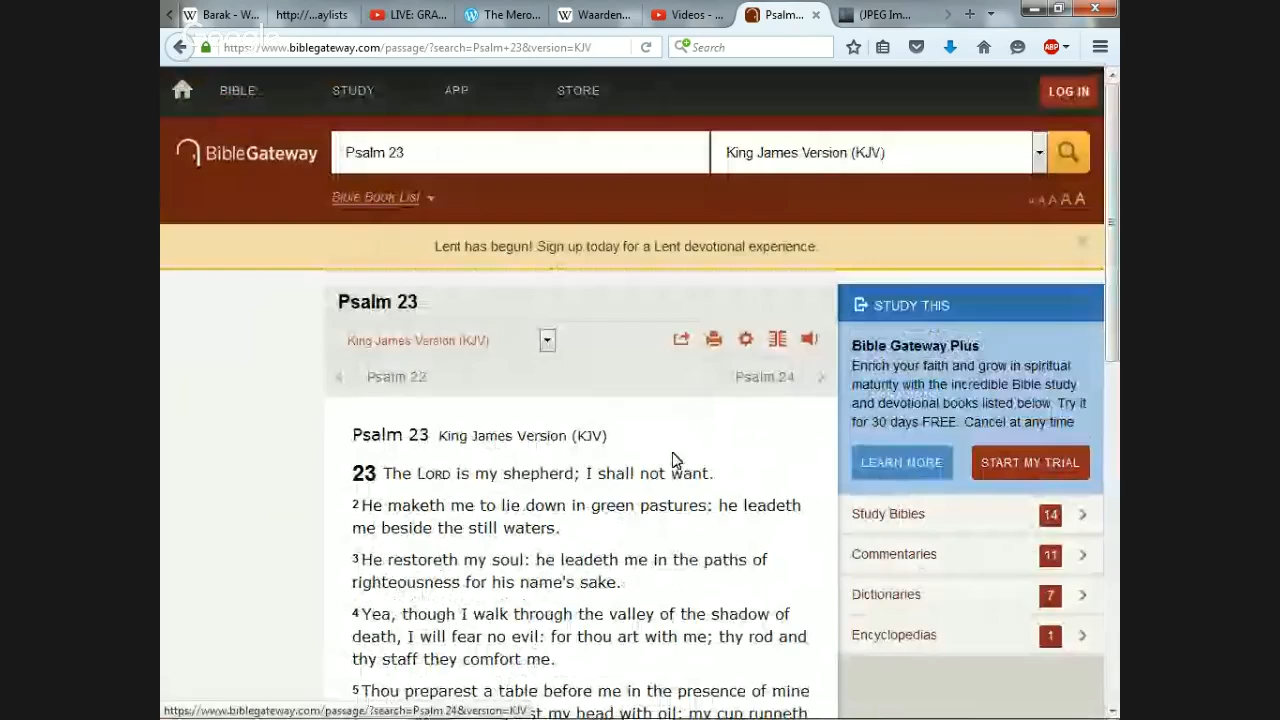 Barak - W...
http://...aylists
LIVE: GRA...
The Mero...
Waarden...
Videos - ...
Psalm...
(JPEG Im...
Google
https://www.biblegateway.com/passage/?search=Psalm+23&version=KJV
Search
ABP
BIBLE
STUDY
APP
STORE
LOG IN
BibleGateway
Psalm 23
King James Version (KJV)
Bible Book List
A A A A
Lent has begun! Sign up today for a Lent devotional experience.
Psalm 23
King James Version (KJV)
Psalm 22
Psalm 24
Psalm 23 King James Version (KJV)
23 The LORD is my shepherd; I shall not want.
2 He maketh me to lie down in green pastures: he leadeth
me beside the still waters.
3 He restoreth my soul: he leadeth me in the paths of
righteousness for his name's sake.
4 Yea, though I walk through the valley of the shadow of
death, I will fear no evil: for thou art with me; thy rod and
thy staff they comfort me.
5 Thou preparest a table before me in the presence of mine
st my head with oil; my cup runneth
STUDY THIS
Bible Gateway Plus
Enrich your faith and grow in spiritual
maturity with the incredible Bible study
and devotional books listed below. Try it
for 30 days FREE. Cancel at any time
LEARN MORE
START MY TRIAL
Study Bibles 14
Commentaries 11
Dictionaries 7
Encyclopedias 1
https://www.biblegateway.com/passage/?search=Psalm 24&version=KJV